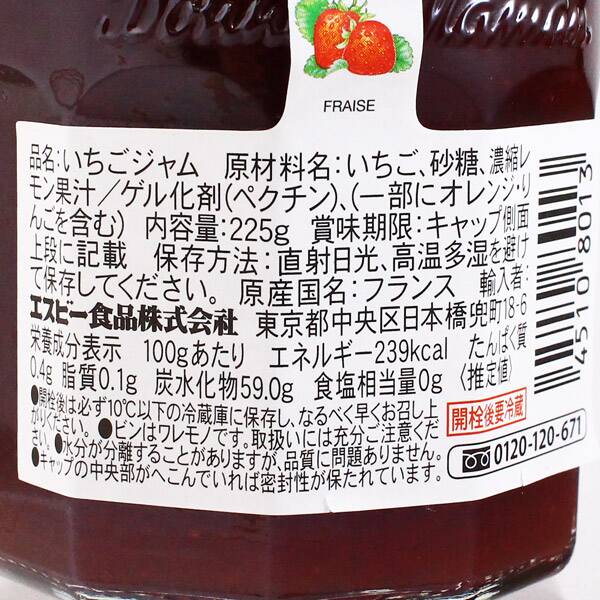 FRAISE
品名:いちごジャム 原材料名:いちご、砂糖、濃縮レ
モン果汁/ゲル化剤(ペクチン)、(一部にオレンジ・り
んごを含む) 内容量:225g 賞味期限:キャップ側面
上段に記載 保存方法:直射日光、高温多湿を避け
て保存してください。 原産国名:フランス 輸入者:
エスビー食品株式会社 東京都中央区日本橋兜町18-6
栄養成分表示 100gあたり エネルギー239kcal たんぱく質
0.4g 脂質0.1g 炭水化物59.0g 食塩相当量0g 〈推定値〉
●開栓後は必ず10℃以下の冷蔵庫に保存し、なるべく早くお召し上
がりください。●ビンはワレモノです。取扱いには充分ご注意くだ
さい。●水分が分離することがありますが、品質に問題ありません。
●キャップの中央部がへこんでいれば密封性が保たれています。
開栓後要冷蔵
0120-120-671
4510 8013